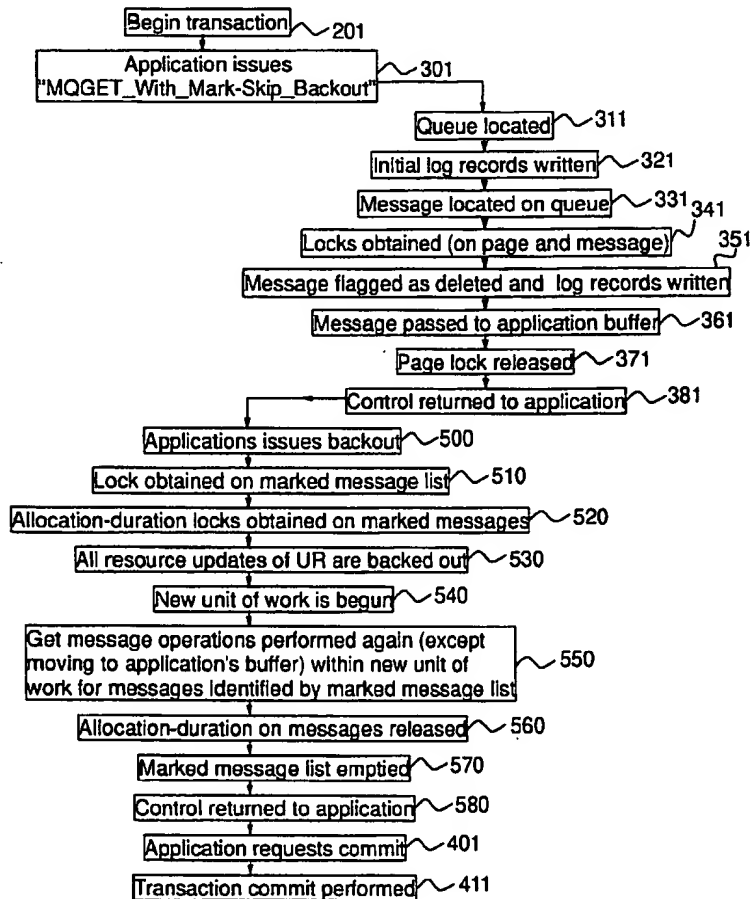 Begin transaction
201
Application issues
"MQGET_With_Mark-Skip_Backout"
301
Queue located
311
Initial log records written
321
Message located on queue
331
341
Locks obtained (on page and message)
351
Message flagged as deleted and log records written
Message passed to application buffer
361
Page lock released
371
Control returned to application
381
Applications issues backout
500
Lock obtained on marked message list
510
Allocation-duration locks obtained on marked messages
520
All resource updates of UR are backed out
530
New unit of work is begun
540
Get message operations performed again (except
moving to application's buffer) within new unit of
work for messages identified by marked message list
550
Allocation-duration on messages released
560
Marked message list emptied
570
Control returned to application
580
Application requests commit
401
Transaction commit performed
411